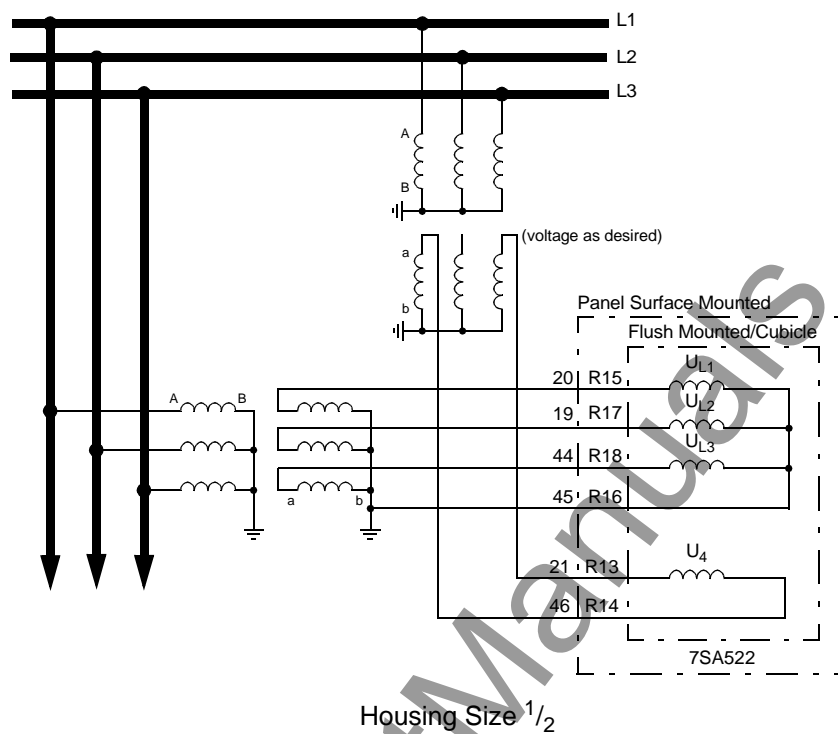 L1
L2
L3
A
B
(voltage as desired)
a
b
Panel Surface Mounted
Flush Mounted/Cubicle
20 R15 UL1
A B
19 R17 UL2
44 R18 UL3
a b
45 R16
21 R13 U4
46 R14
7SA522
Housing Size 1/2
Manuals